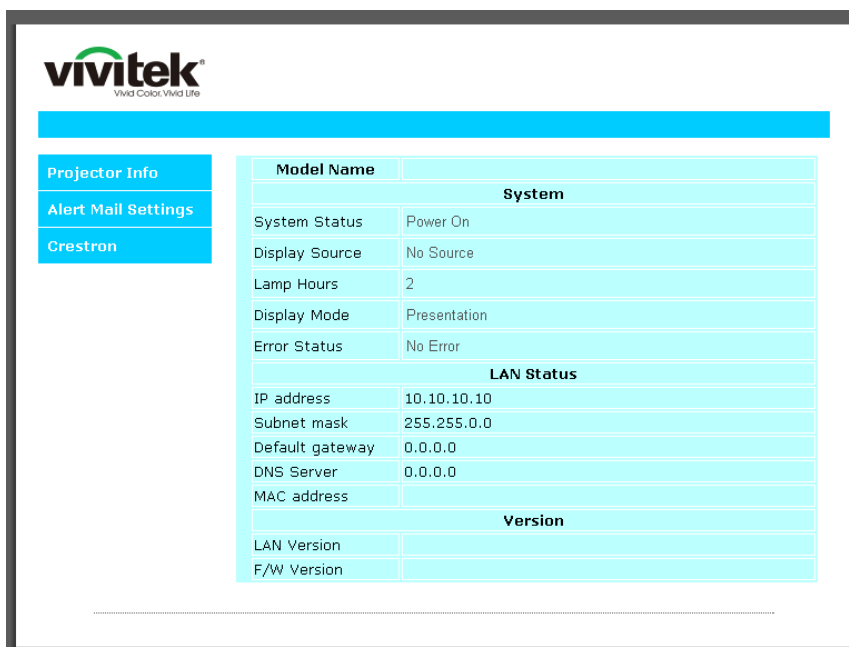 vivitek®
Vivid Color, Vivid Life
Projector Info
Alert Mail Settings
Crestron
Model Name
System
System Status Power On
Display Source No Source
Lamp Hours 2
Display Mode Presentation
Error Status No Error
LAN Status
IP address 10.10.10.10
Subnet mask 255.255.0.0
Default gateway 0.0.0.0
DNS Server 0.0.0.0
MAC address
Version
LAN Version
F/W Version